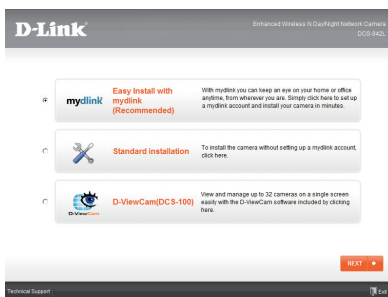 D-Link
Enhanced Wireless N Day/Night Network Camera
DCS-942L
mydlink
Easy Install with
mydlink
(Recommended)
With mydlink you can keep an eye on your home or office
anytime, from wherever you are. Simply click here to set up
a mydlink account and install your camera in minutes.
Standard installation
To install the camera without setting up a mydlink account,
click here.
D-ViewCam
D-ViewCam(DCS-100)
View and manage up to 32 cameras on a single screen
easily with the D-ViewCam software included by clicking
here.
NEXT
Technical Support
Exit